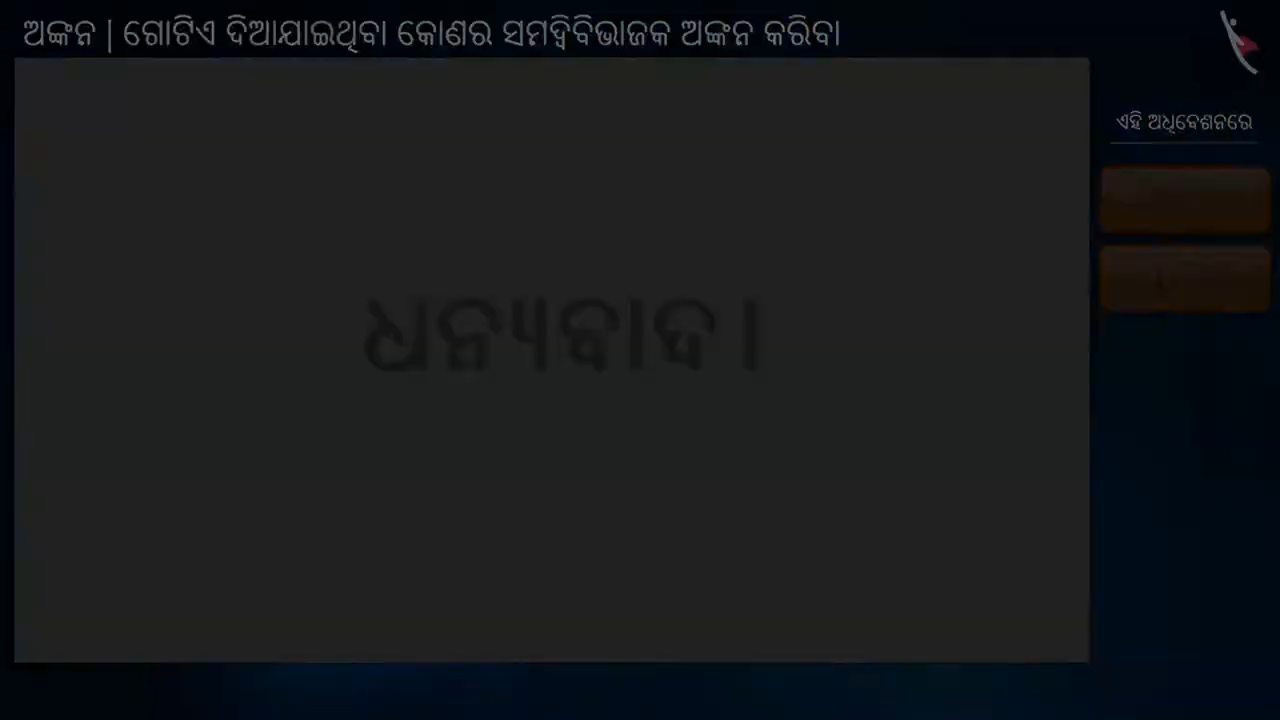 ଅଙ୍କନ | ଗୋଟିଏ ଦିଆଯାଇଥିବା କୋଣର ସମଦ୍ୱିବିଭାଜକ ଅଙ୍କନ କରିବା
ଏହି ଅଧିବେଶନରେ
ଧନ୍ୟବାଦ।